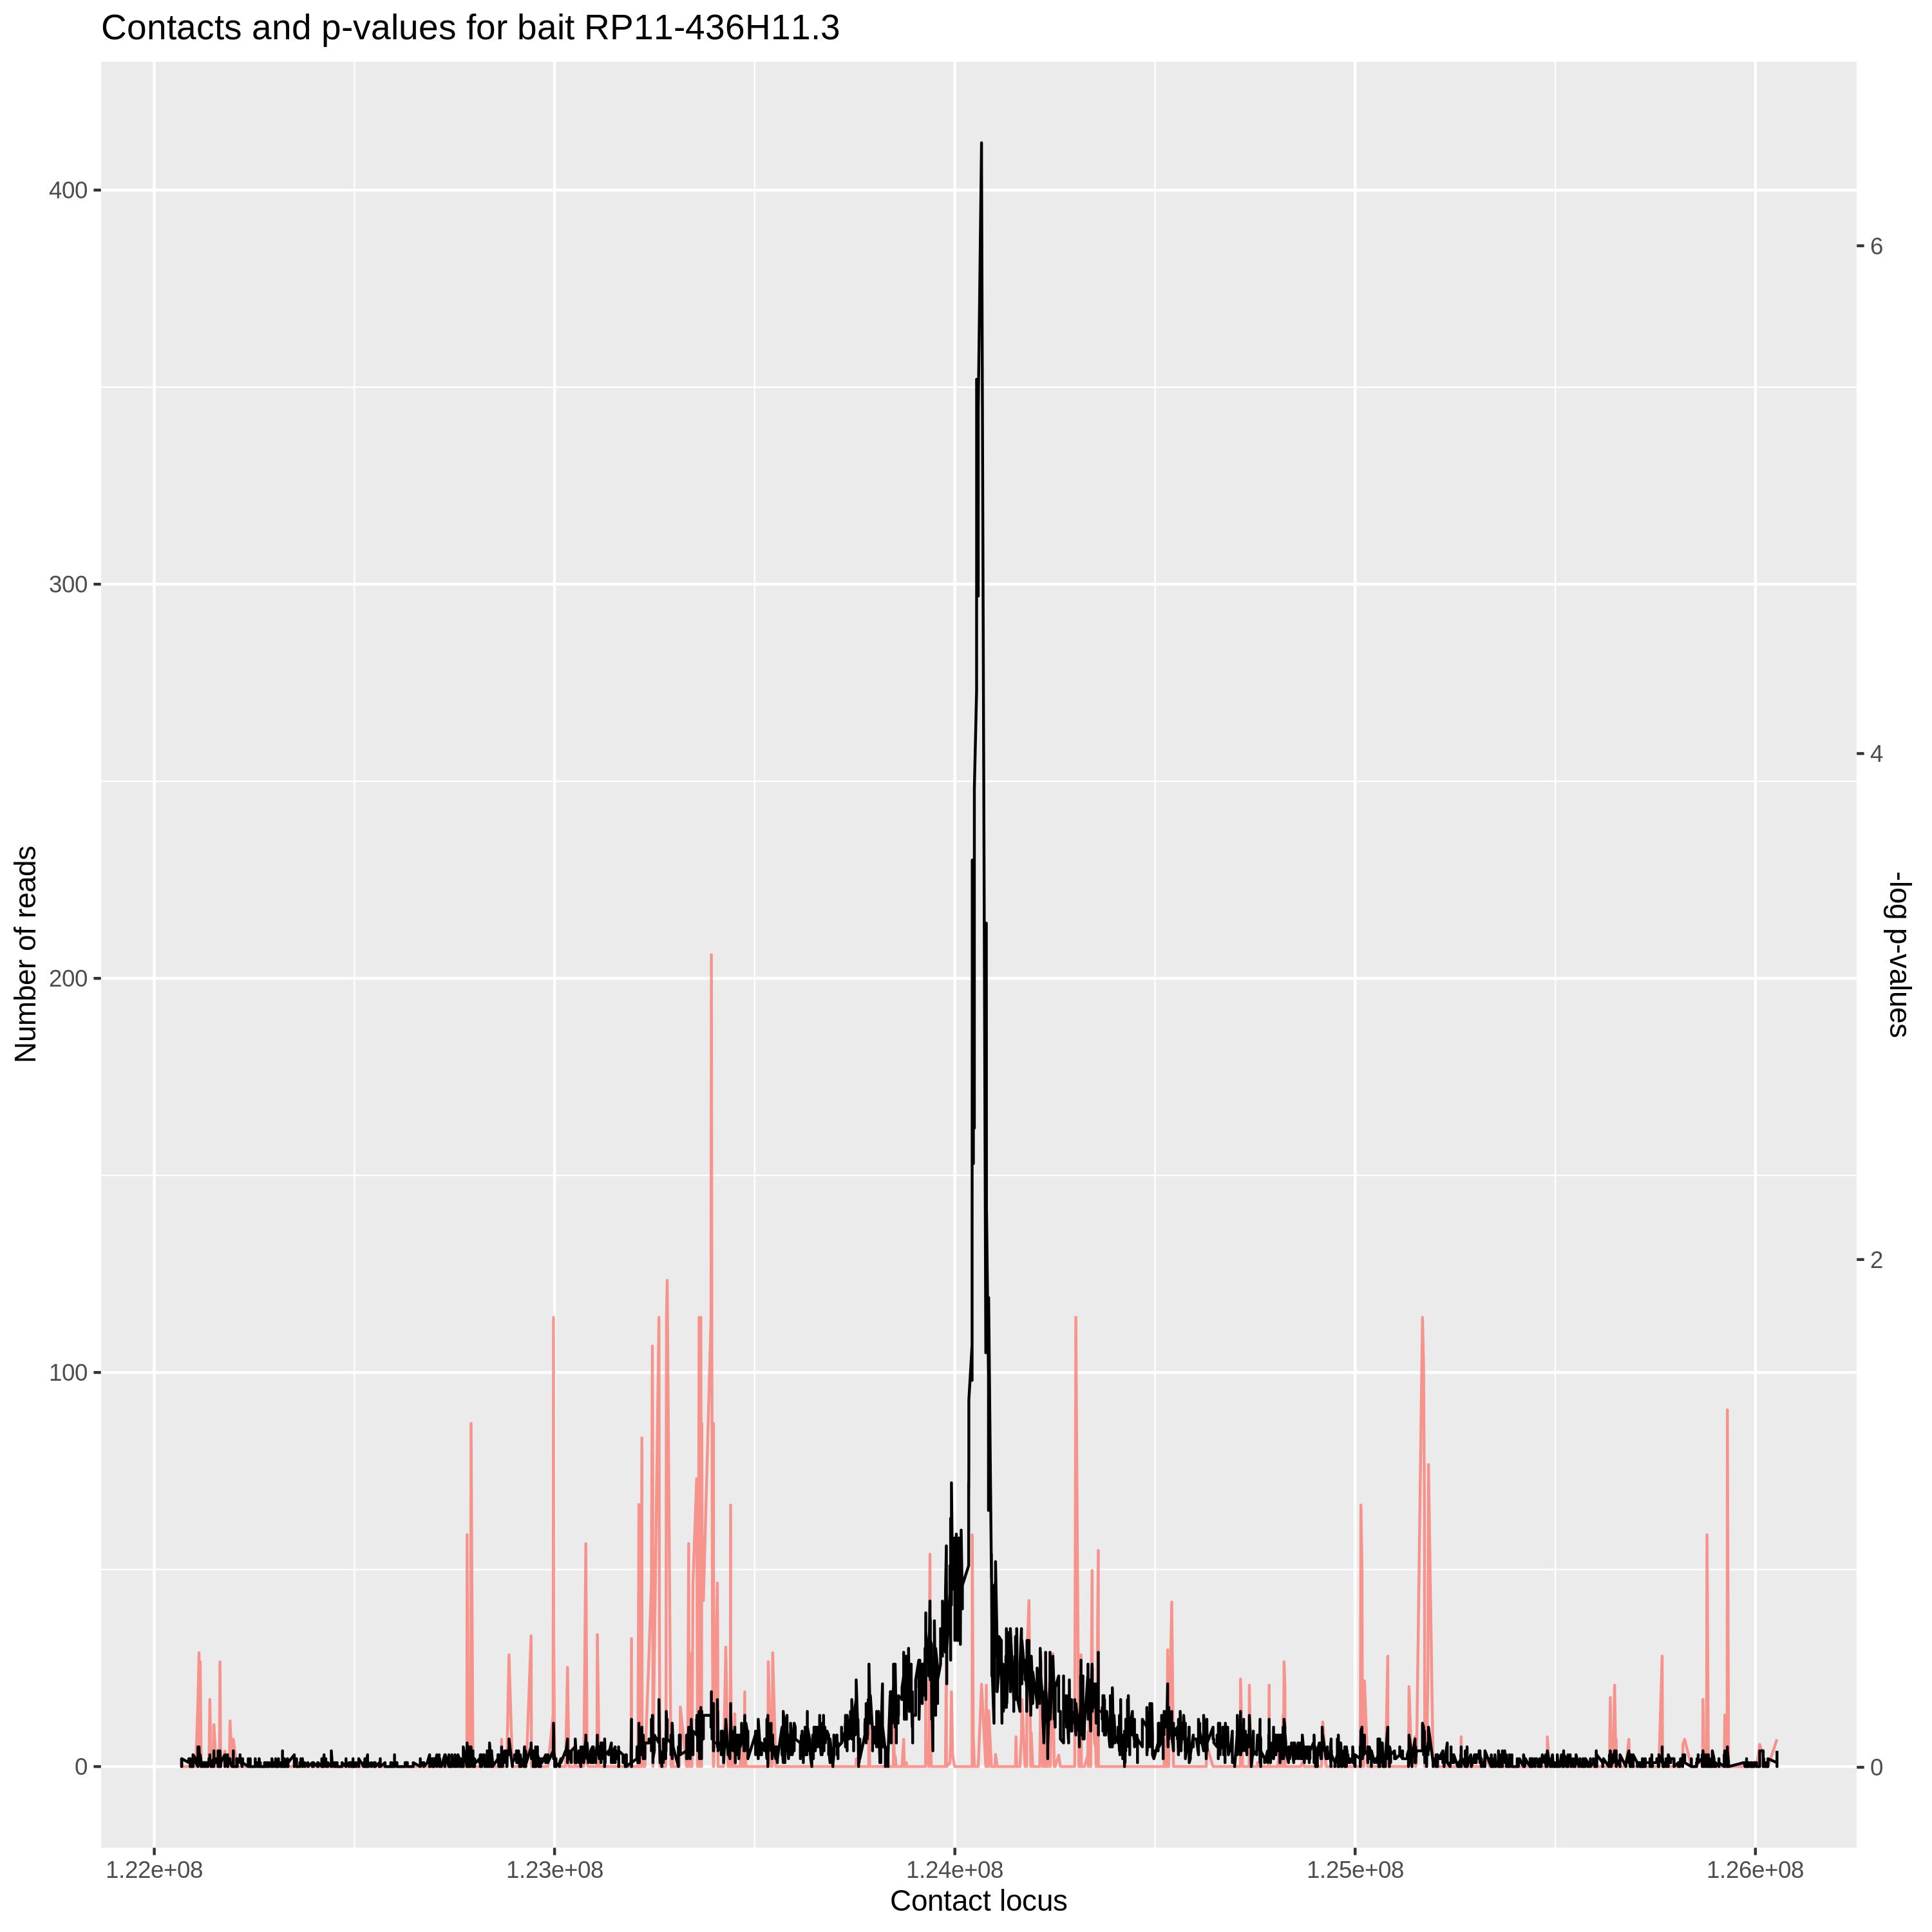 Contacts and p-values for bait RP11-436H11.3
400
300
200
100
0
Number of reads
6
4
2
0
-log p-values
1.22e+08
1.23e+08
1.24e+08
1.25e+08
1.26e+08
Contact locus